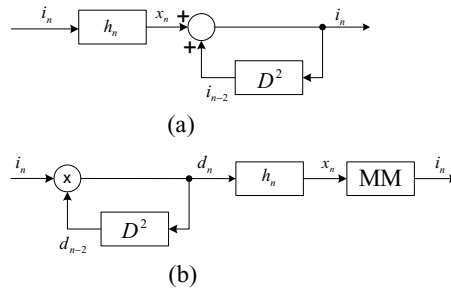 i_n h_n x_n + + i_n
i_{n-2} D^2
(a)
i_n x d_n h_n x_n MM i_n
d_{n-2} D^2
(b)